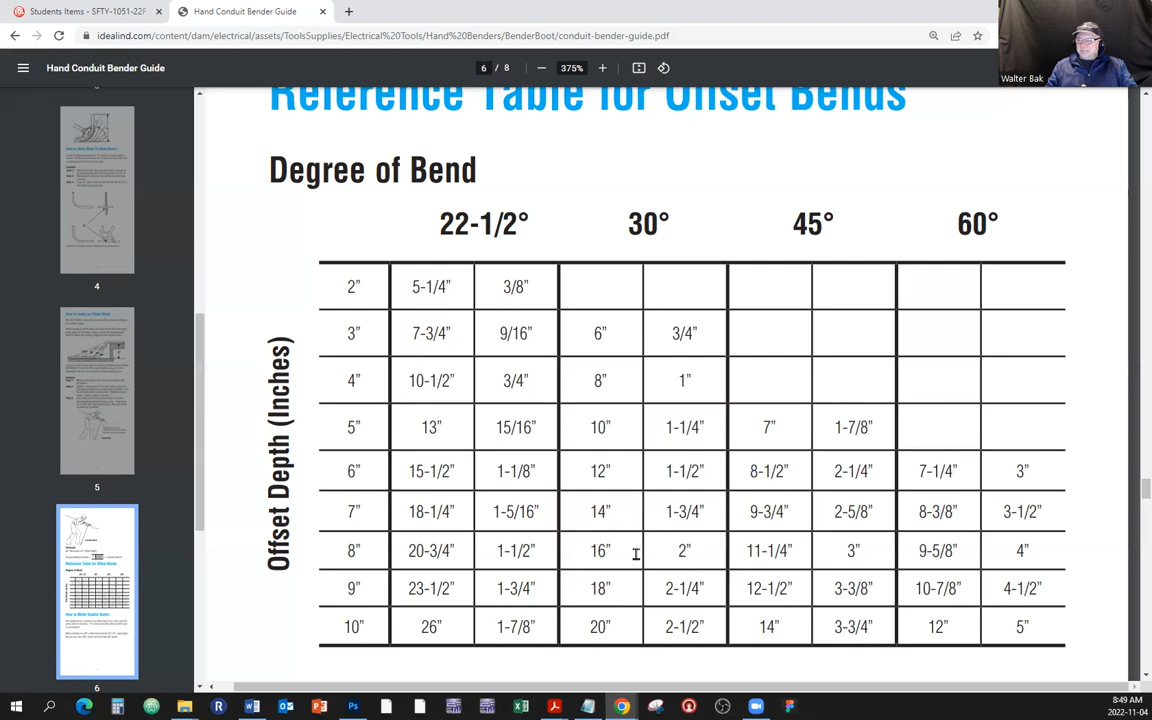 Students Items - SFTY-1051-22F
Hand Conduit Bender Guide
idealind.com/content/dam/electrical/assets/ToolsSupplies/Electrical%20Tools/Hand%20Benders/BenderBoot/conduit-bender-guide.pdf
Walter Bak
Hand Conduit Bender Guide
6 / 8
375%
4
5
6
Reference Table for Offset Bends
Degree of Bend
22-1/2° 30° 45° 60°
Offset Depth (Inches)
2” 5-1/4” 3/8”
3” 7-3/4” 9/16” 6” 3/4”
4” 10-1/2” 3/4” 8” 1”
5” 13” 15/16” 10” 1-1/4” 7” 1-7/8”
6” 15-1/2” 1-1/8” 12” 1-1/2” 8-1/2” 2-1/4” 7-1/4” 3”
7” 18-1/4” 1-5/16” 14” 1-3/4” 9-3/4” 2-5/8” 8-3/8” 3-1/2”
8” 20-3/4” 1-1/2” 16” 2” 11-1/4” 3” 9-5/8” 4”
9” 23-1/2” 1-3/4” 18” 2-1/4” 12-1/2” 3-3/8” 10-7/8” 4-1/2”
10” 26” 1-7/8” 20” 2-1/2” 14” 3-3/4” 12” 5”
8:49 AM
2022-11-04